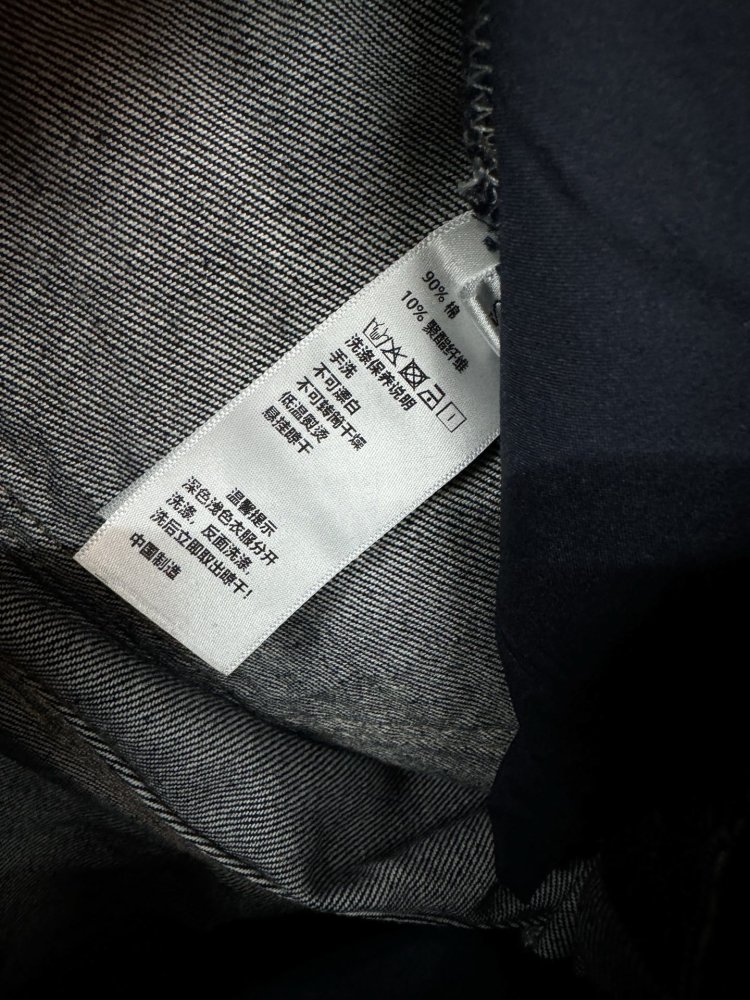 90% 棉
10% 聚酯纤维
洗涤保养说明
手洗
不可漂白
不可转筒干燥
低温熨烫
悬挂晾干
温馨提示
深色浅色衣服分开
洗涤，反面洗涤，
洗后立即取出晾干！
中国制造